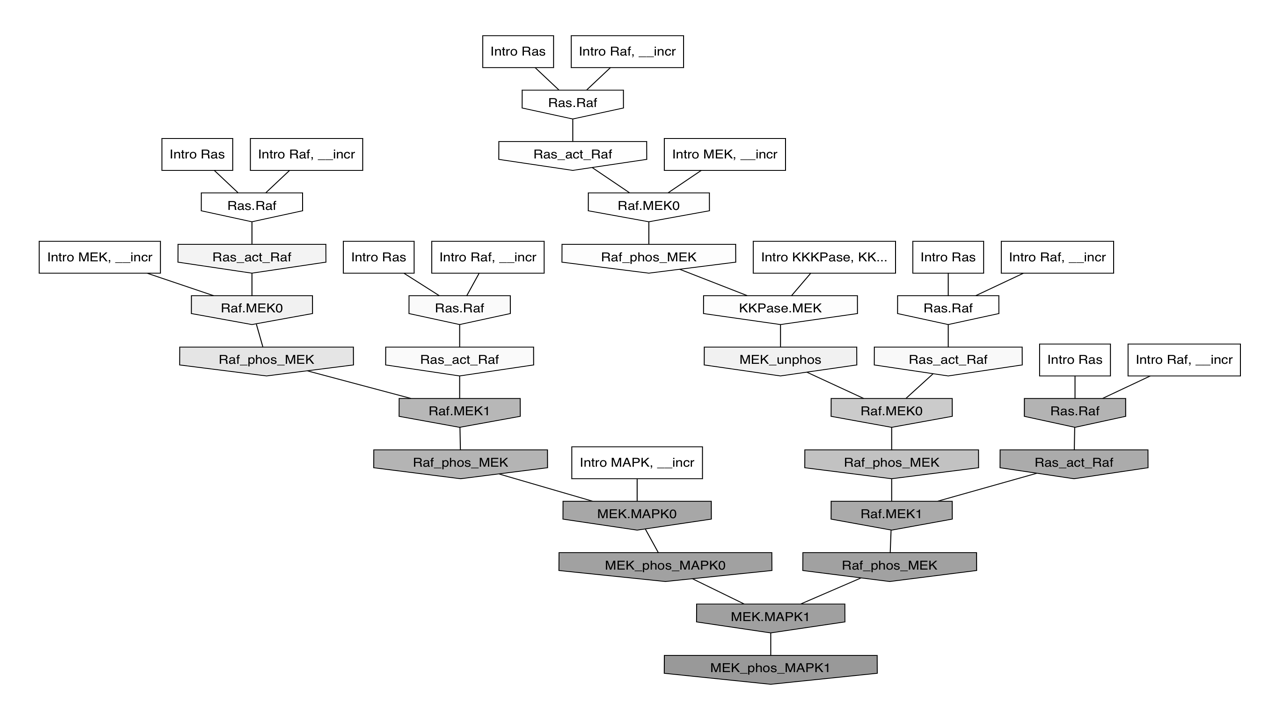 Intro Ras
Intro Raf, __incr
Ras.Raf
Intro Ras
Intro Raf, __incr
Ras_act_Raf
Intro MEK, __incr
Ras.Raf
Raf.MEK0
Intro MEK, __incr
Ras_act_Raf
Intro Ras
Intro Raf, __incr
Raf_phos_MEK
Intro KKKPase, KK...
Intro Ras
Intro Raf, __incr
Raf.MEK0
Ras.Raf
KKPase.MEK
Ras.Raf
Raf_phos_MEK
Ras_act_Raf
MEK_unphos
Ras_act_Raf
Intro Ras
Intro Raf, __incr
Raf.MEK1
Raf.MEK0
Ras.Raf
Raf_phos_MEK
Intro MAPK, __incr
Raf_phos_MEK
Ras_act_Raf
MEK.MAPK0
Raf.MEK1
MEK_phos_MAPK0
Raf_phos_MEK
MEK.MAPK1
MEK_phos_MAPK1